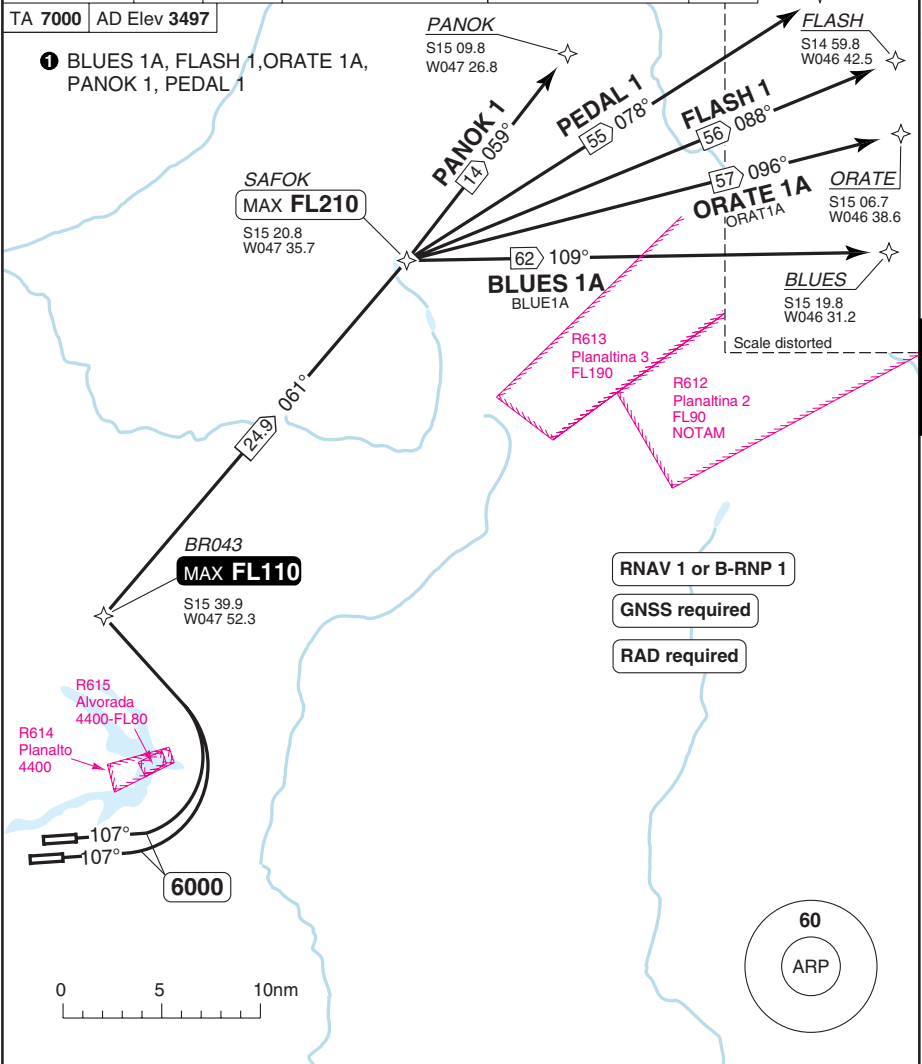 TA 7000 AD Elev 3497
❶ BLUES 1A, FLASH 1,ORATE 1A,
PANOK 1, PEDAL 1
PANOK
S15 09.8
W047 26.8
FLASH
S14 59.8
W046 42.5
PANOK 1
14 059°
PEDAL 1
55 078°
FLASH 1
56 088°
57 096°
ORATE 1A
ORAT1A
ORATE
S15 06.7
W046 38.6
SAFOK
MAX FL210
S15 20.8
W047 35.7
62 109°
BLUES 1A
BLUE1A
BLUES
S15 19.8
W046 31.2
Scale distorted
R613
Planaltina 3
FL190
R612
Planaltina 2
FL90
NOTAM
24.9 061°
BR043
MAX FL110
S15 39.9
W047 52.3
RNAV 1 or B-RNP 1
GNSS required
RAD required
R615
Alvorada
4400-FL80
R614
Planalto
4400
107°
107°
6000
60
ARP
0 5 10nm